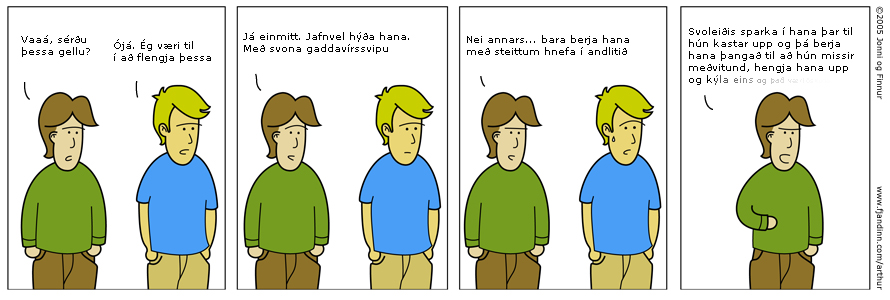 Vaaá, sérðu
þessa gellu?
Ójá. Ég væri til
í að flengja þessa
Já einmitt. Jafnvel hýða hana.
Með svona gaddavírssvipu
Nei annars... bara berja hana
með steittum hnefa í andlitið
Svoleiðis sparka í hana þar til
hún kastar upp og þá berja
hana þangað til að hún missir
meðvitund, hengja hana upp
og kýla eins og það
©2005 Jonni og Finnur
www.fjandinn.com/arthur